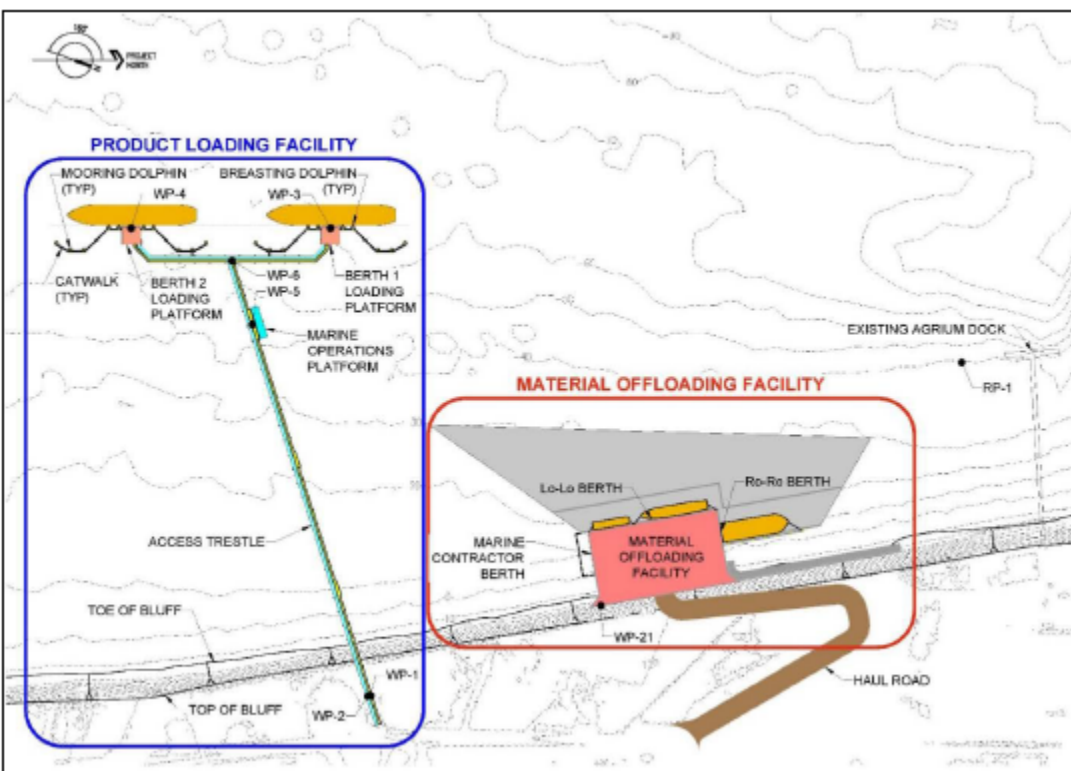 PROJECT
NORTH
PRODUCT LOADING FACILITY
MOORING DOLPHIN
(TYP)
WP-4
BREASTING DOLPHIN
(TYP)
WP-3
CATWALK
(TYP)
BERTH 2
LOADING
PLATFORM
WP-6
WP-5
BERTH 1
LOADING
PLATFORM
MARINE
OPERATIONS
PLATFORM
EXISTING AGRIUM DOCK
RP-1
MATERIAL OFFLOADING FACILITY
Lo-Lo BERTH
Ro-Ro BERTH
MARINE
CONTRACTOR
BERTH
MATERIAL
OFFLOADING
FACILITY
ACCESS TRESTLE
TOE OF BLUFF
WP-21
WP-1
HAUL ROAD
TOP OF BLUFF
WP-2